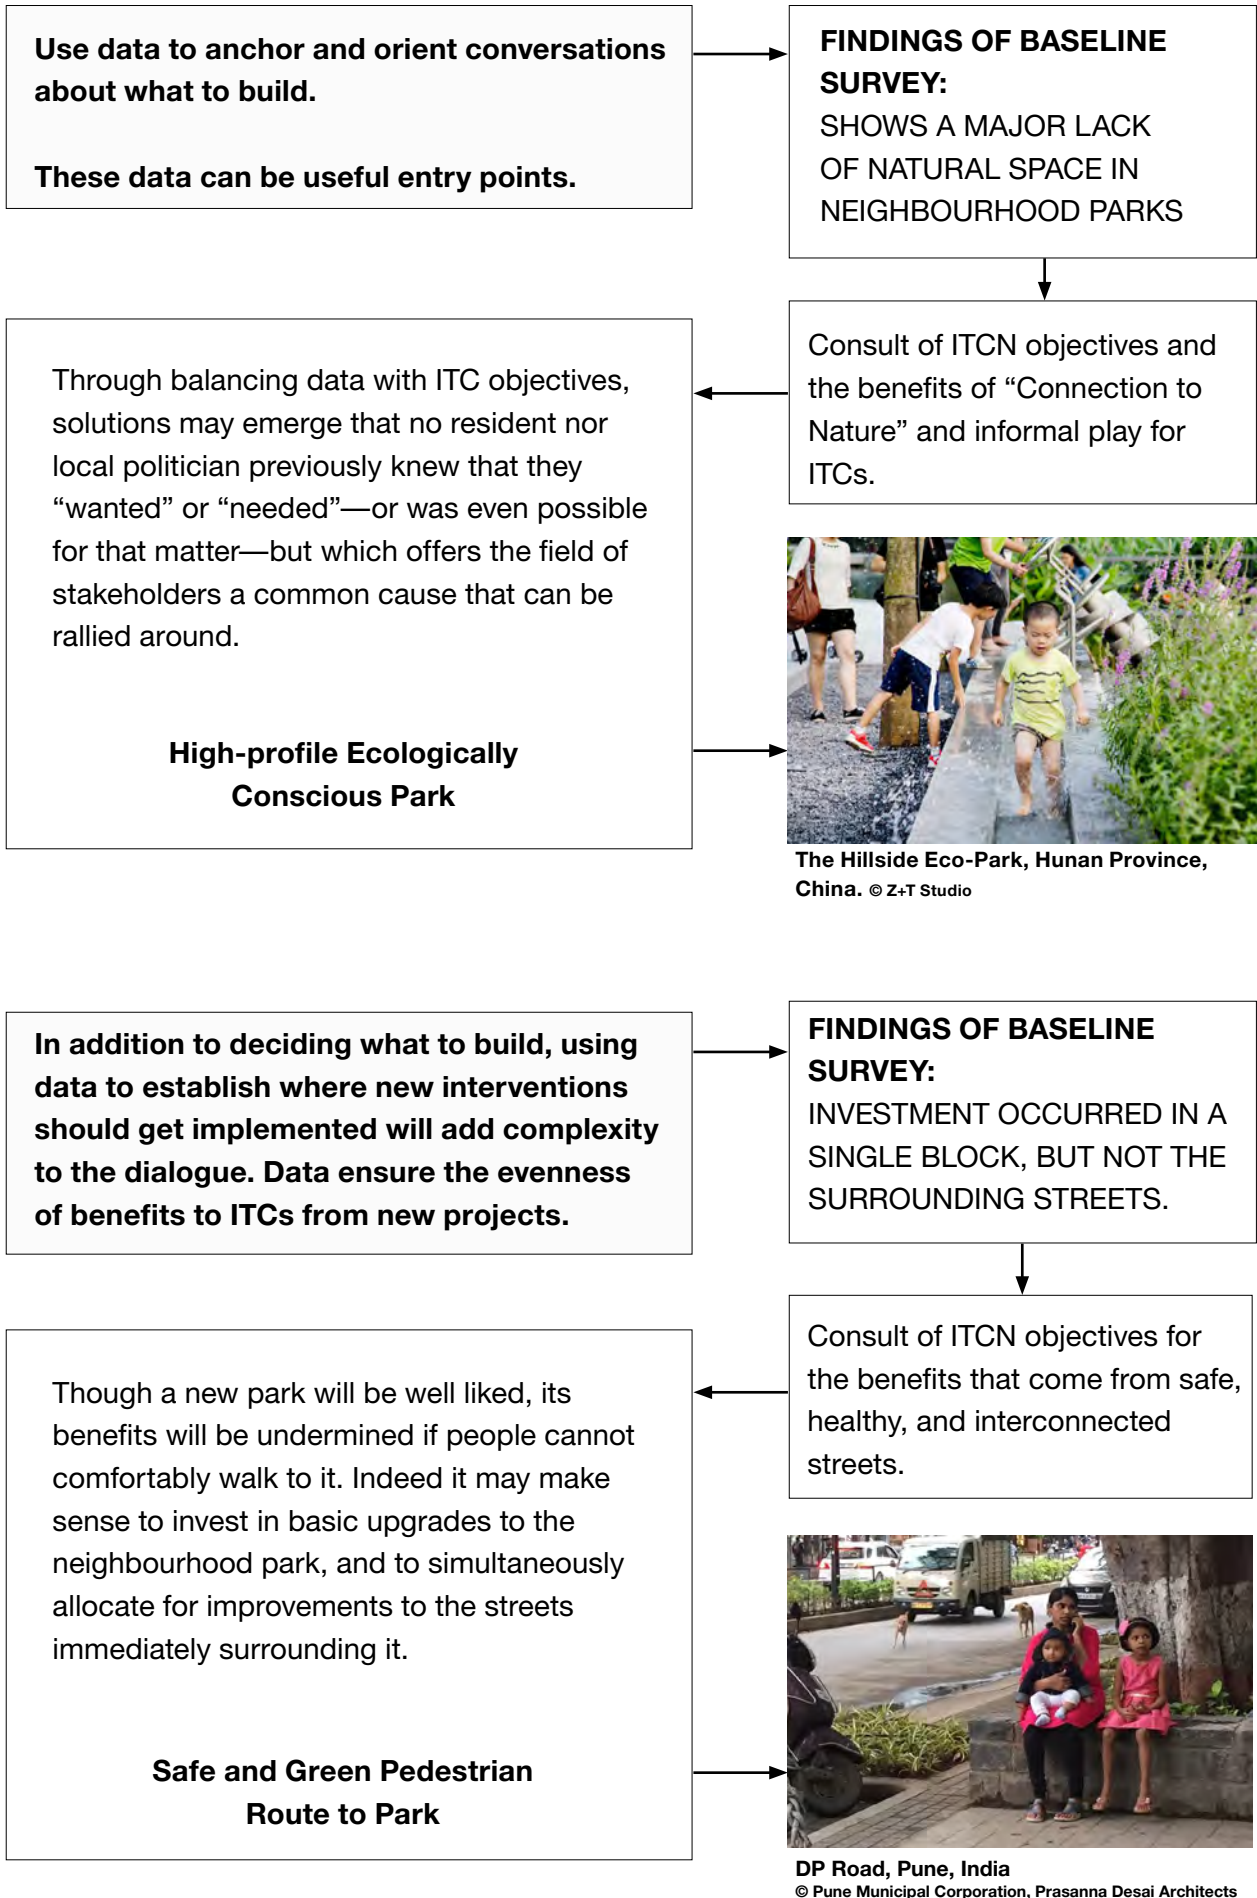 Use data to anchor and orient conversations
about what to build.
These data can be useful entry points.
FINDINGS OF BASELINE
SURVEY:
SHOWS A MAJOR LACK
OF NATURAL SPACE IN
NEIGHBOURHOOD PARKS
Consult of ITCN objectives and
the benefits of “Connection to
Nature” and informal play for
ITCs.
Through balancing data with ITC objectives,
solutions may emerge that no resident nor
local politician previously knew that they
“wanted” or “needed”—or was even possible
for that matter—but which offers the field of
stakeholders a common cause that can be
rallied around.
High-profile Ecologically
Conscious Park
The Hillside Eco-Park, Hunan Province,
China. © Z+T Studio
In addition to deciding what to build, using
data to establish where new interventions
should get implemented will add complexity
to the dialogue. Data ensure the evenness
of benefits to ITCs from new projects.
FINDINGS OF BASELINE
SURVEY:
INVESTMENT OCCURRED IN A
SINGLE BLOCK, BUT NOT THE
SURROUNDING STREETS.
Consult of ITCN objectives for
the benefits that come from safe,
healthy, and interconnected
streets.
Though a new park will be well liked, its
benefits will be undermined if people cannot
comfortably walk to it. Indeed it may make
sense to invest in basic upgrades to the
neighbourhood park, and to simultaneously
allocate for improvements to the streets
immediately surrounding it.
Safe and Green Pedestrian
Route to Park
DP Road, Pune, India
© Pune Municipal Corporation, Prasanna Desai Architects